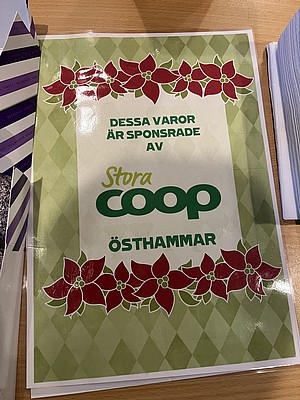 DESSA VAROR
ÄR SPONSRADE
AV
Stora
coop
ÖSTHAMMAR